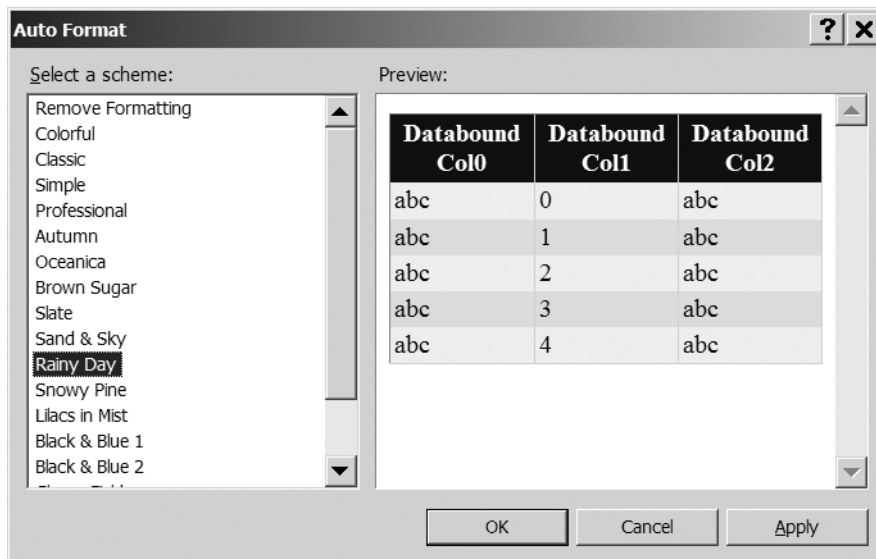 Auto Format
Select a scheme:
Preview:
Remove Formatting
Colorful
Classic
Simple
Professional
Autumn
Oceanica
Brown Sugar
Slate
Sand & Sky
Rainy Day
Snowy Pine
Lilacs in Mist
Black & Blue 1
Black & Blue 2
Databound Col0 Databound Col1 Databound Col2
abc 0 abc
abc 1 abc
abc 2 abc
abc 3 abc
abc 4 abc
OK Cancel Apply